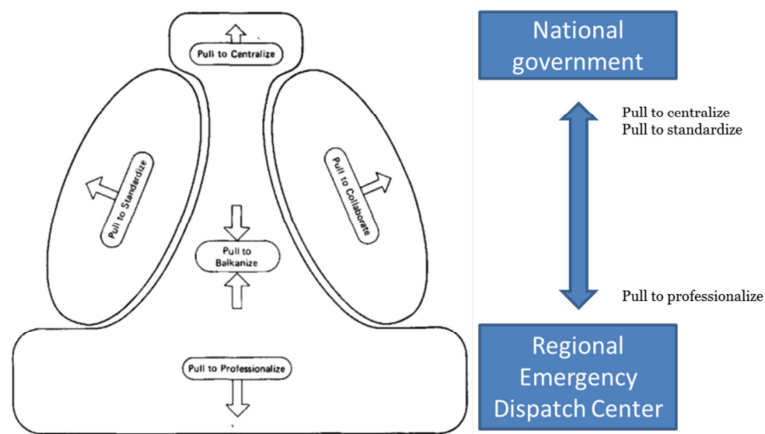 Pull to Centralize
Pull to Standardize
Pull to Collaborate
Pull to
Balkanize
Pull to Professionalize
National
government
Pull to centralize
Pull to standardize
Pull to professionalize
Regional
Emergency
Dispatch Center